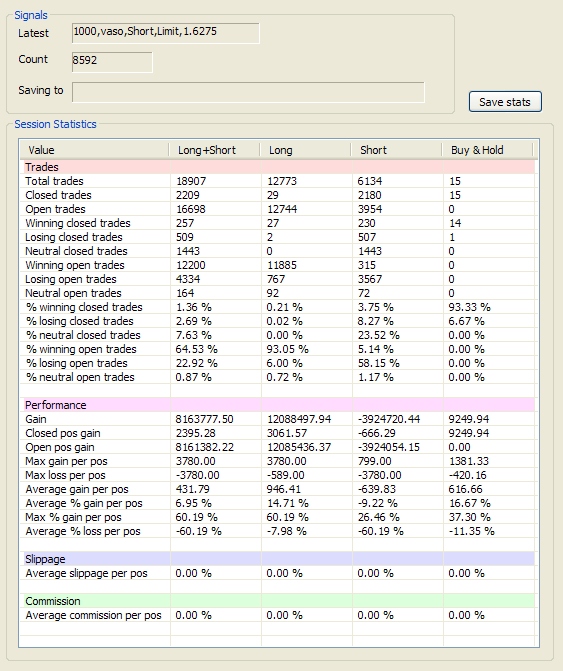 Signals
Latest 1000,vaso,Short,Limit,1.6275
Count 8592
Saving to
Save stats
Session Statistics
Value Long+Short Long Short Buy & Hold
Trades
Total trades 18907 12773 6134 15
Closed trades 2209 29 2180 15
Open trades 16698 12744 3954 0
Winning closed trades 257 27 230 14
Losing closed trades 509 2 507 1
Neutral closed trades 1443 0 1443 0
Winning open trades 12200 11885 315 0
Losing open trades 4334 767 3567 0
Neutral open trades 164 92 72 0
% winning closed trades 1.36 % 0.21 % 3.75 % 93.33 %
% losing closed trades 2.69 % 0.02 % 8.27 % 6.67 %
% neutral closed trades 7.63 % 0.00 % 23.52 % 0.00 %
% winning open trades 64.53 % 93.05 % 5.14 % 0.00 %
% losing open trades 22.92 % 6.00 % 58.15 % 0.00 %
% neutral open trades 0.87 % 0.72 % 1.17 % 0.00 %
Performance
Gain 8163777.50 12088497.94 -3924720.44 9249.94
Closed pos gain 2395.28 3061.57 -666.29 9249.94
Open pos gain 8161382.22 12085436.37 -3924054.15 0.00
Max gain per pos 3780.00 3780.00 799.00 1381.33
Max loss per pos -3780.00 -589.00 -3780.00 -420.16
Average gain per pos 431.79 946.41 -639.83 616.66
Average % gain per pos 6.95 % 14.71 % -9.22 % 16.67 %
Max % gain per pos 60.19 % 60.19 % 26.46 % 37.30 %
Average % loss per pos -60.19 % -7.98 % -60.19 % -11.35 %
Slippage
Average slippage per pos 0.00 % 0.00 % 0.00 % 0.00 %
Commission
Average commission per pos 0.00 % 0.00 % 0.00 % 0.00 %